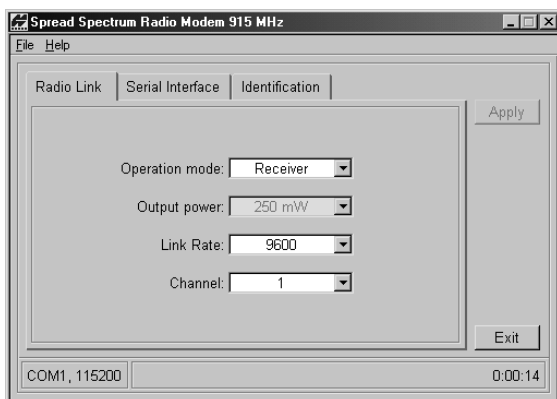 Spread Spectrum Radio Modem 915 MHz
File Help
Radio Link Serial Interface Identification
Apply
Operation mode: Receiver
Output power: 250 mW
Link Rate: 9600
Channel: 1
Exit
COM1, 115200 0:00:14